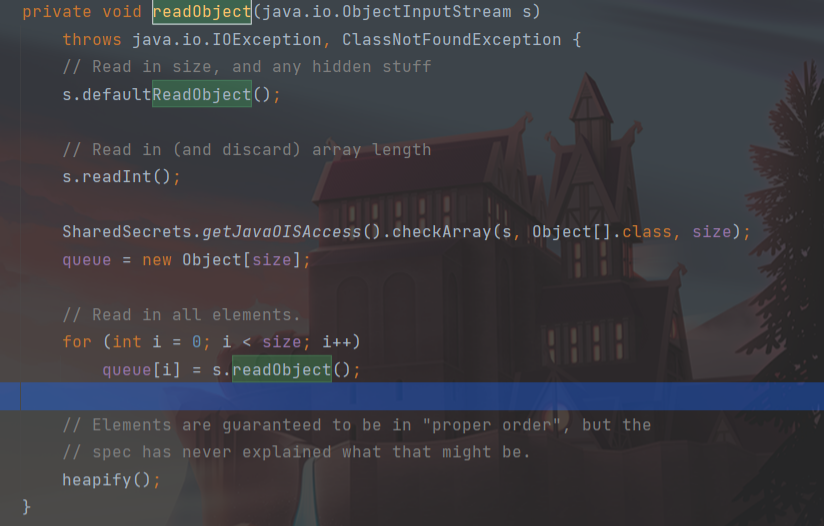 private void readObject(java.io.ObjectInputStream s)
    throws java.io.IOException, ClassNotFoundException {
    // Read in size, and any hidden stuff
    s.defaultReadObject();
    // Read in (and discard) array length
    s.readInt();
    SharedSecrets.getJavaOISAccess().checkArray(s, Object[].class, size);
    queue = new Object[size];
    // Read in all elements.
    for (int i = 0; i < size; i++)
        queue[i] = s.readObject();
    // Elements are guaranteed to be in "proper order", but the
    // spec has never explained what that might be.
    heapify();
}